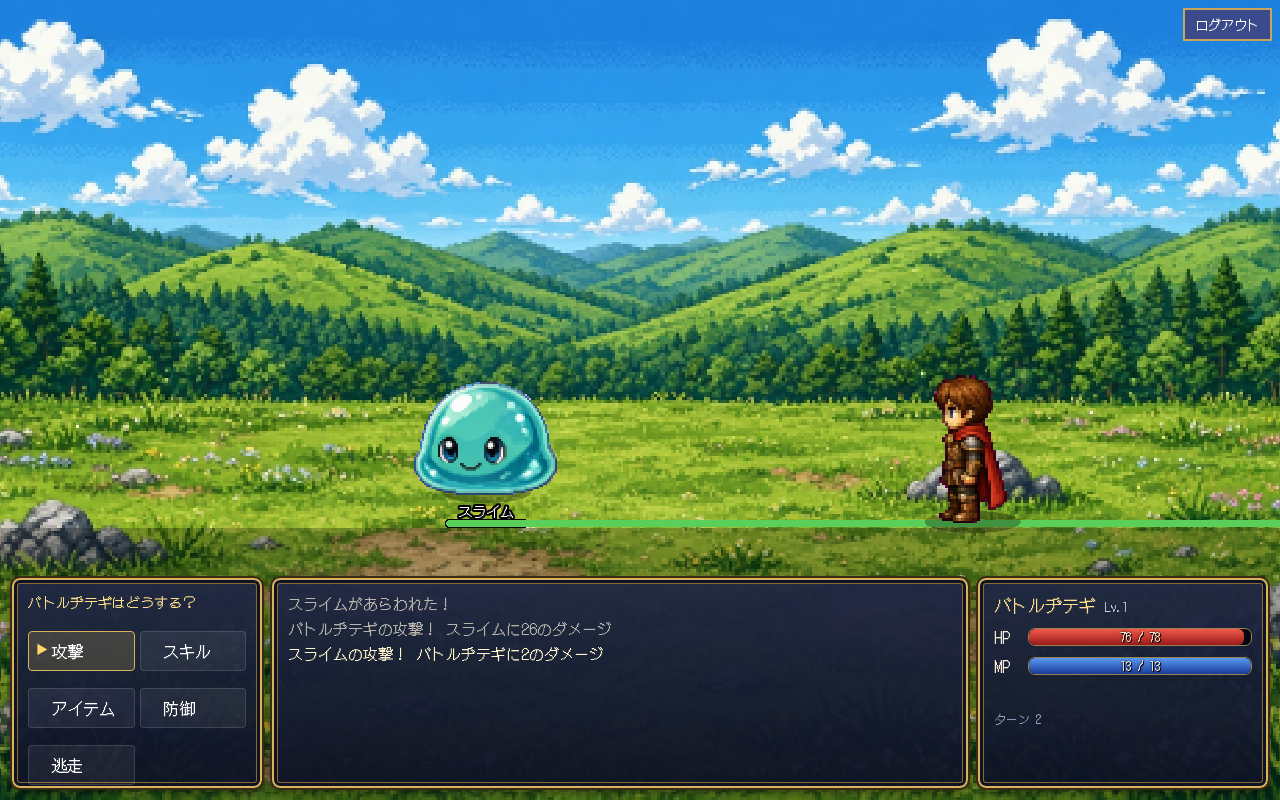 ログアウト
スライム
バトルヂテギはどうする?
▶攻撃
スキル
アイテム
防御
逃走
スライムがあらわれた!
バトルヂテギの攻撃! スライムに26のダメージ
スライムの攻撃! バトルヂテギに2のダメージ
バトルヂテギ Lv.1
HP 76 / 78
MP 13 / 13
ターン 2